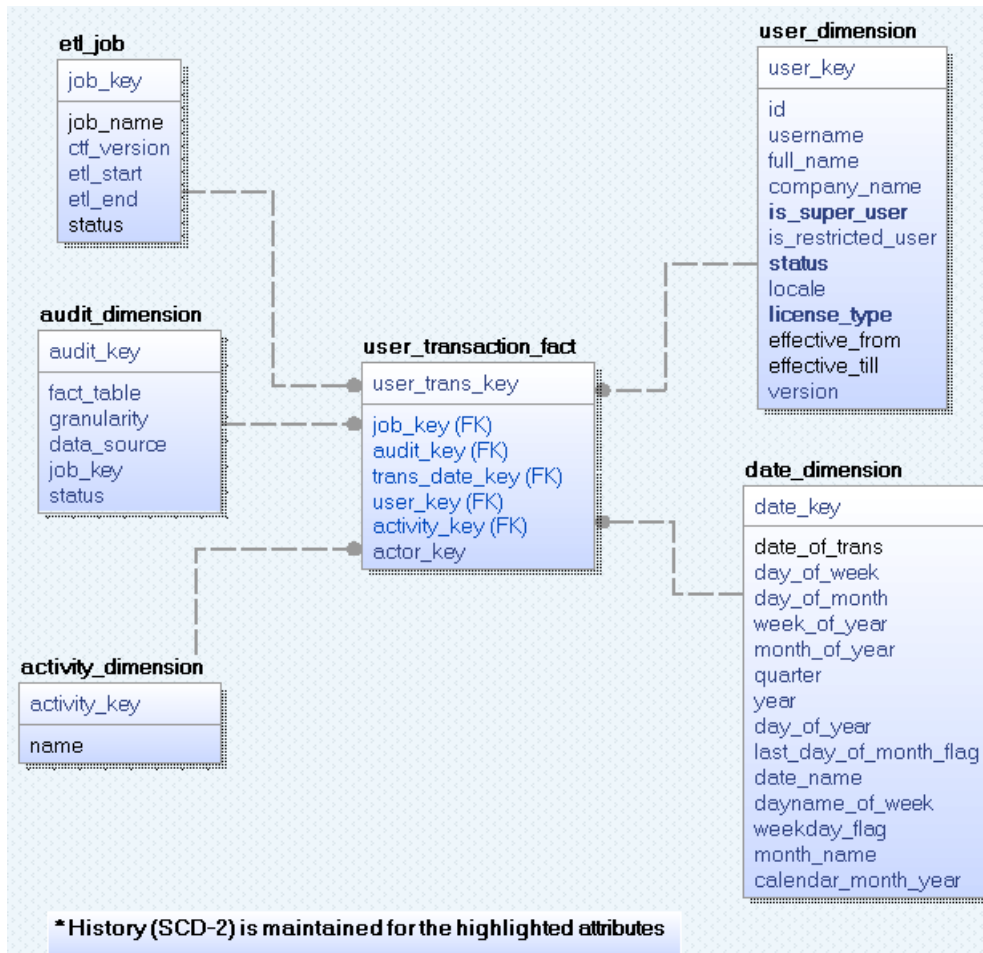 etl_job
job_key
job_name
ctf_version
etl_start
etl_end
status
audit_dimension
audit_key
fact_table
granularity
data_source
job_key
status
activity_dimension
activity_key
name
user_transaction_fact
user_trans_key
job_key (FK)
audit_key (FK)
trans_date_key (FK)
user_key (FK)
activity_key (FK)
actor_key
user_dimension
user_key
id
username
full_name
company_name
is_super_user
is_restricted_user
status
locale
license_type
effective_from
effective_till
version
date_dimension
date_key
date_of_trans
day_of_week
day_of_month
week_of_year
month_of_year
quarter
year
day_of_year
last_day_of_month_flag
date_name
dayname_of_week
weekday_flag
month_name
calendar_month_year
* History (SCD-2) is maintained for the highlighted attributes